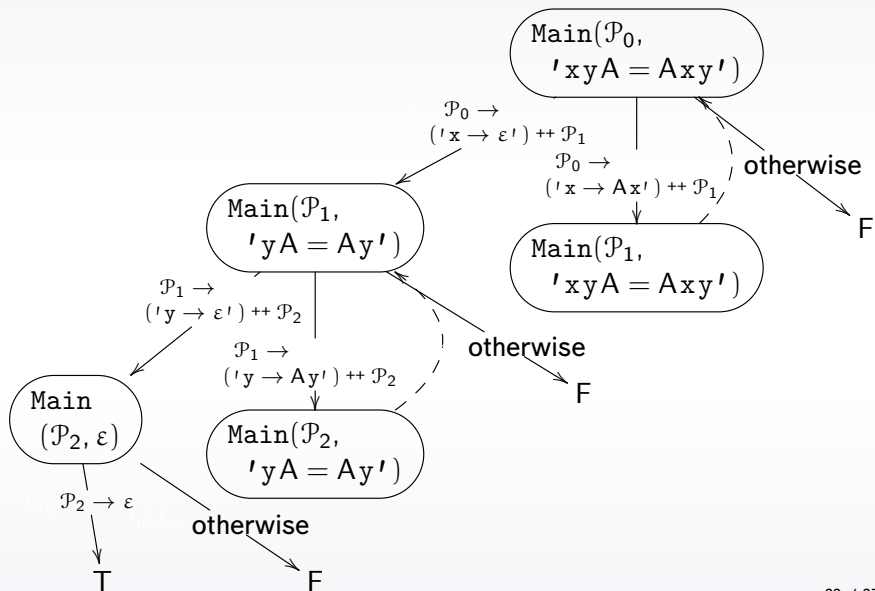 Main(𝒫₀,
'xyA = Axy')
𝒫₀ →
('x → ε') ++ 𝒫₁
𝒫₀ →
('x → Ax') ++ 𝒫₁
otherwise
F
Main(𝒫₁,
'yA = Ay')
Main(𝒫₁,
'xyA = Axy')
𝒫₁ →
('y → ε') ++ 𝒫₂
𝒫₁ →
('y → Ay') ++ 𝒫₂
otherwise
F
Main
(𝒫₂, ε)
Main(𝒫₂,
'yA = Ay')
𝒫₂ → ε
otherwise
T
F